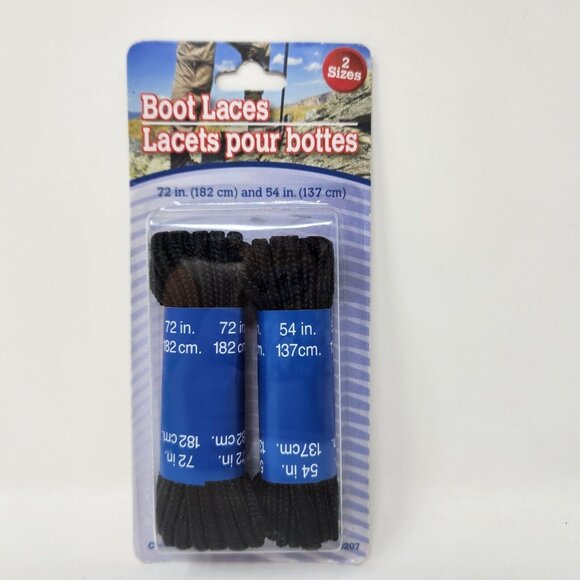 2
Sizes
Boot Laces
Lacets pour bottes
72 in. (182 cm) and 54 in. (137 cm)
72 in. 72 in
182 cm. 182 cm
54 in.
137cm.
182 cm.
72 in.
137cm.
54 in.